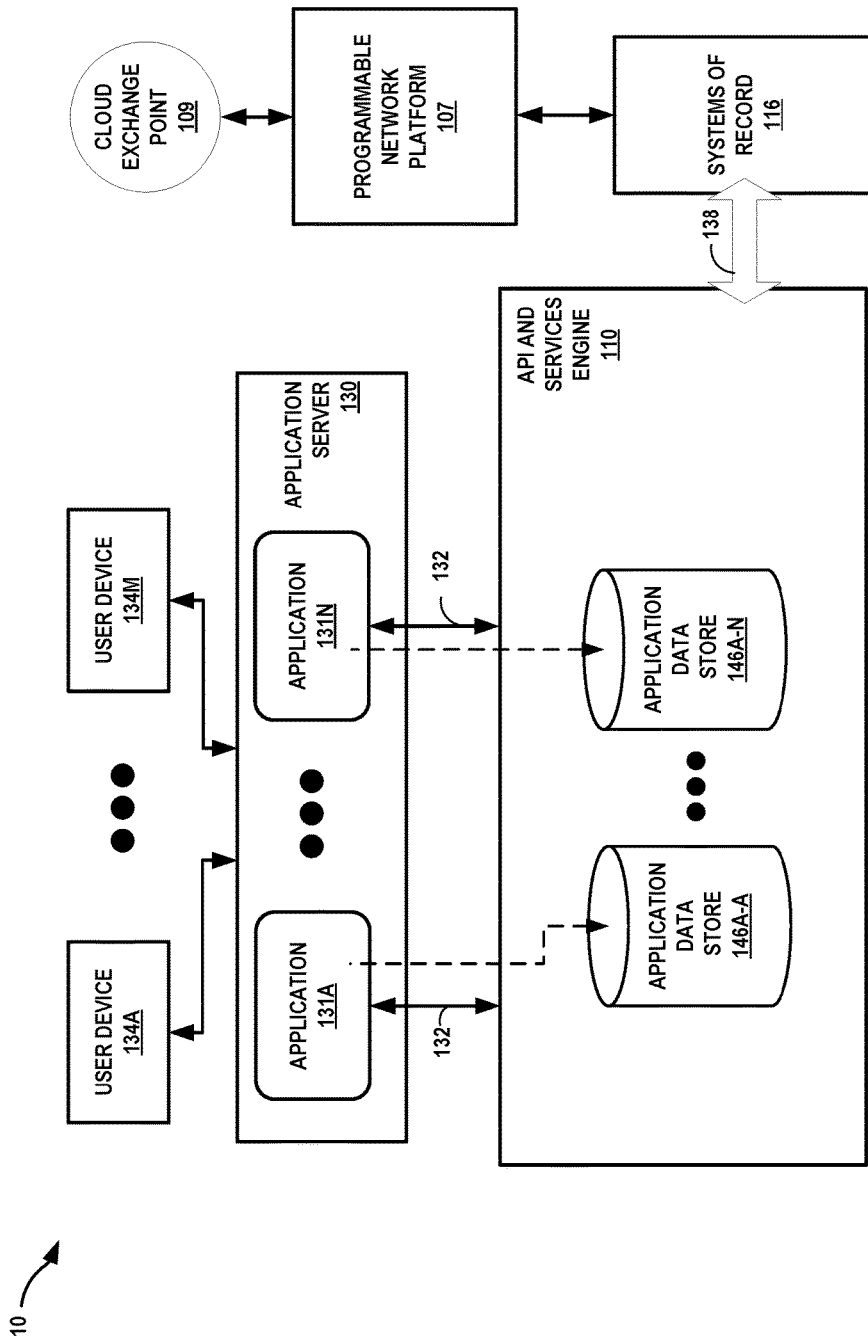 10
USER DEVICE
134A
USER DEVICE
134M
CLOUD
EXCHANGE
POINT
109
APPLICATION
131A
APPLICATION
131N
APPLICATION
SERVER
130
PROGRAMMABLE
NETWORK
PLATFORM
107
132
132
API AND
SERVICES
ENGINE
110
138
SYSTEMS OF
RECORD
116
APPLICATION
DATA
STORE
146A-A
APPLICATION
DATA
STORE
146A-N